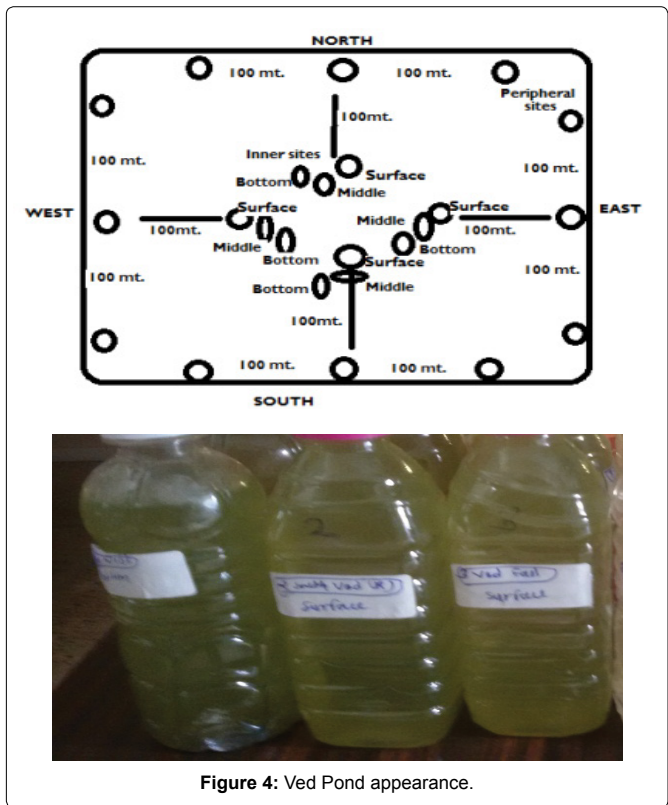 NORTH
100 mt. 100 mt.
Peripheral
sites
100mt.
Inner sites
100 mt. 100 mt.
Surface
Bottom
Middle
WEST Surface Surface EAST
Middle
100mt. 100mt.
Middle Bottom
Bottom Surface
100 mt. 100 mt.
Bottom Middle
100mt.
100 mt. 100 mt.
SOUTH
2
Surface
Ved East
Surface
Figure 4: Ved Pond appearance.